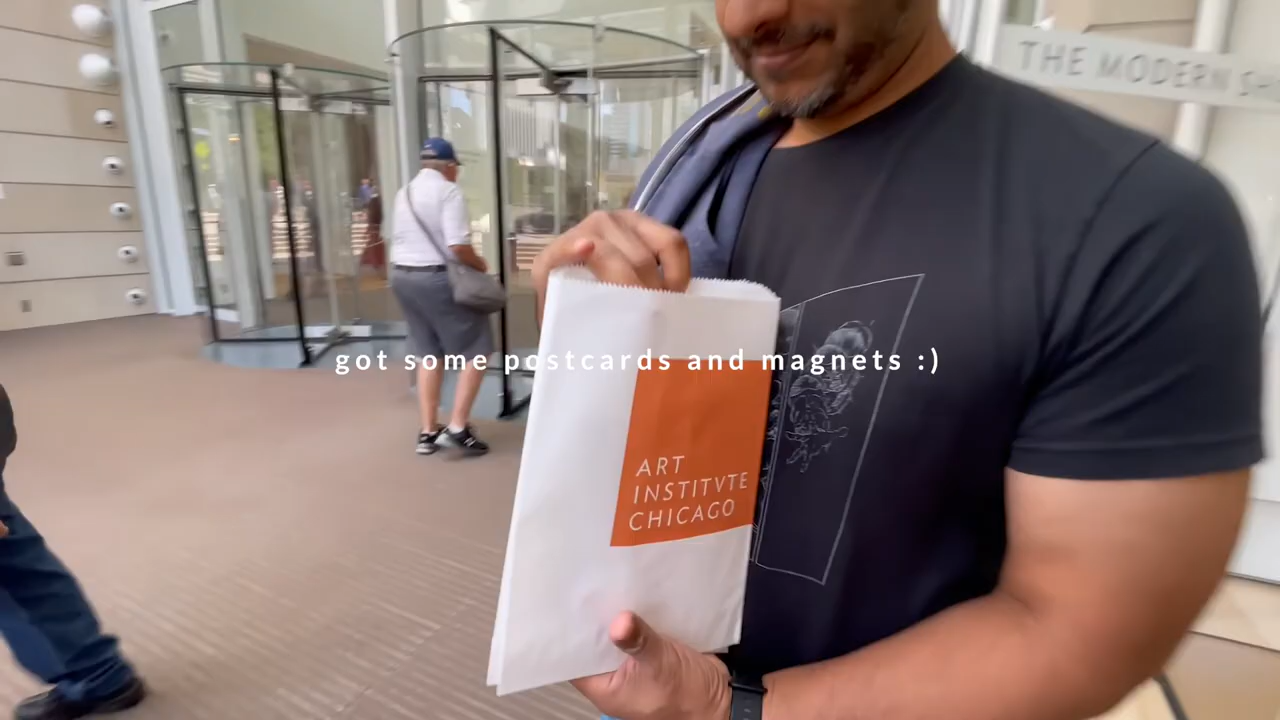 THE MODERN
got some postcards and magnets :)
ART
INSTITVTE
CHICAGO